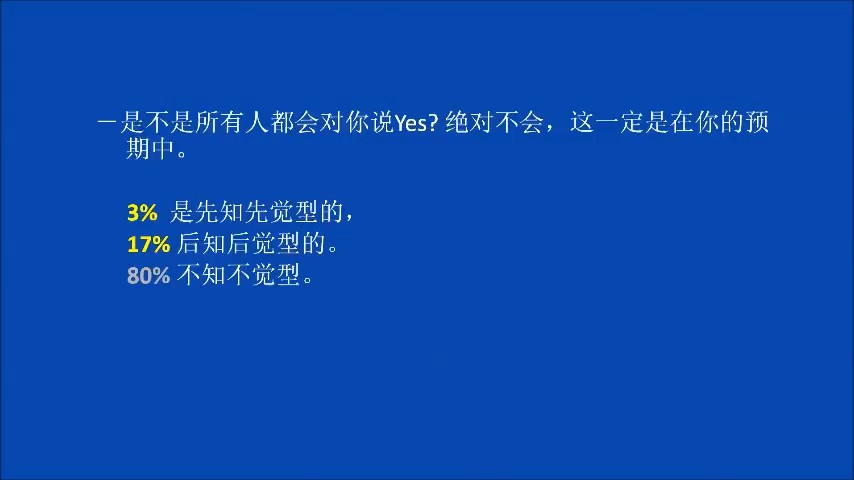 －是不是所有人都会对你说Yes? 绝对不会，这一定是在你的预
期中。
3% 是先知先觉型的，
17% 后知后觉型的。
80% 不知不觉型。